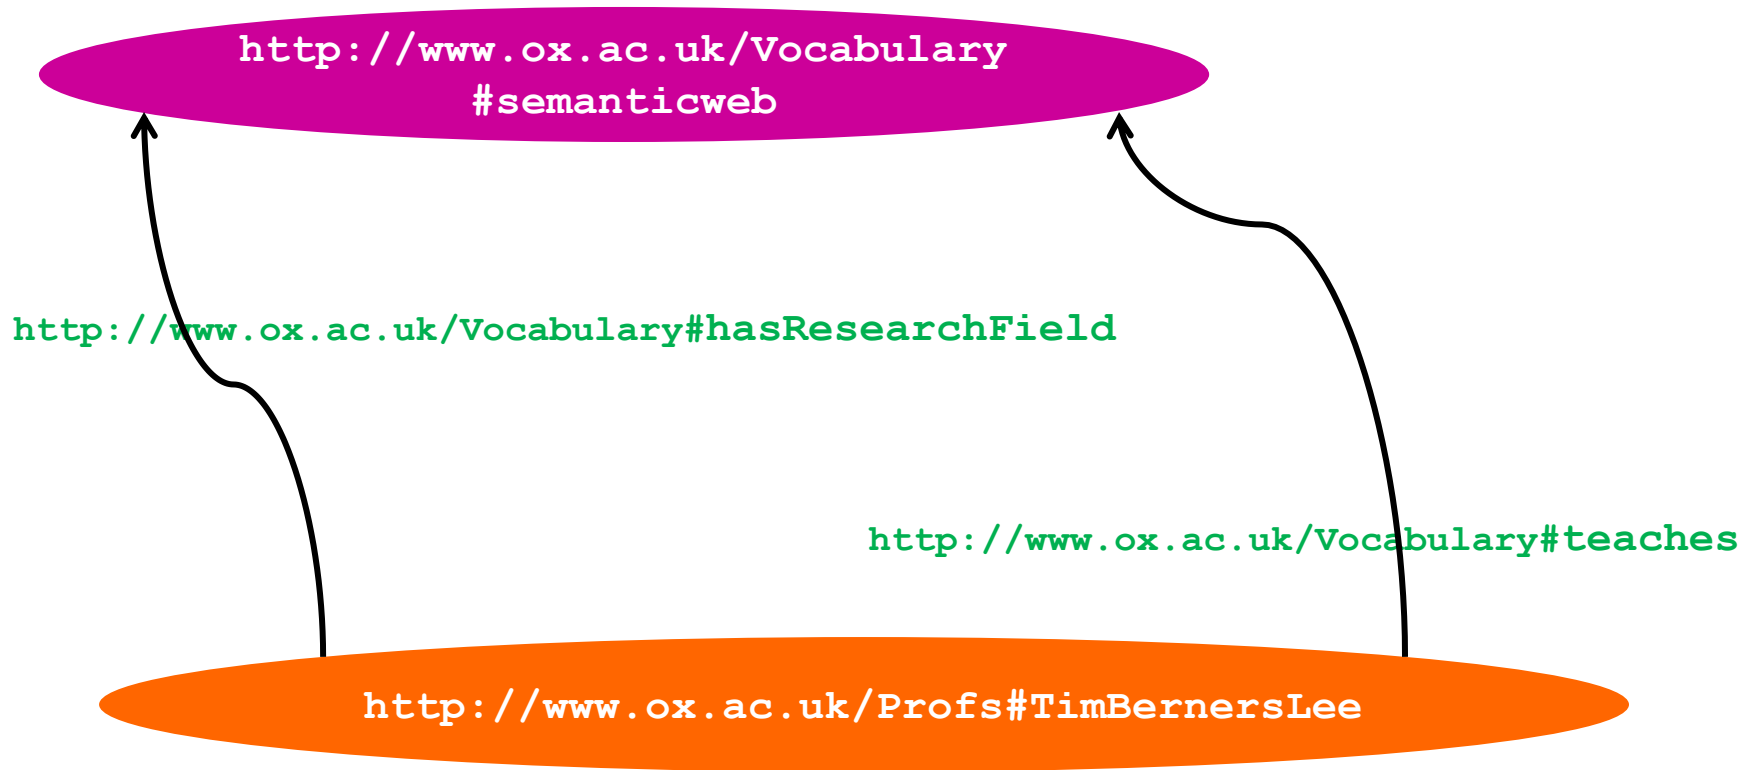 http://www.ox.ac.uk/Vocabulary
#semanticweb
http://www.ox.ac.uk/Vocabulary#hasResearchField
http://www.ox.ac.uk/Vocabulary#teaches
http://www.ox.ac.uk/Profs#TimBernersLee